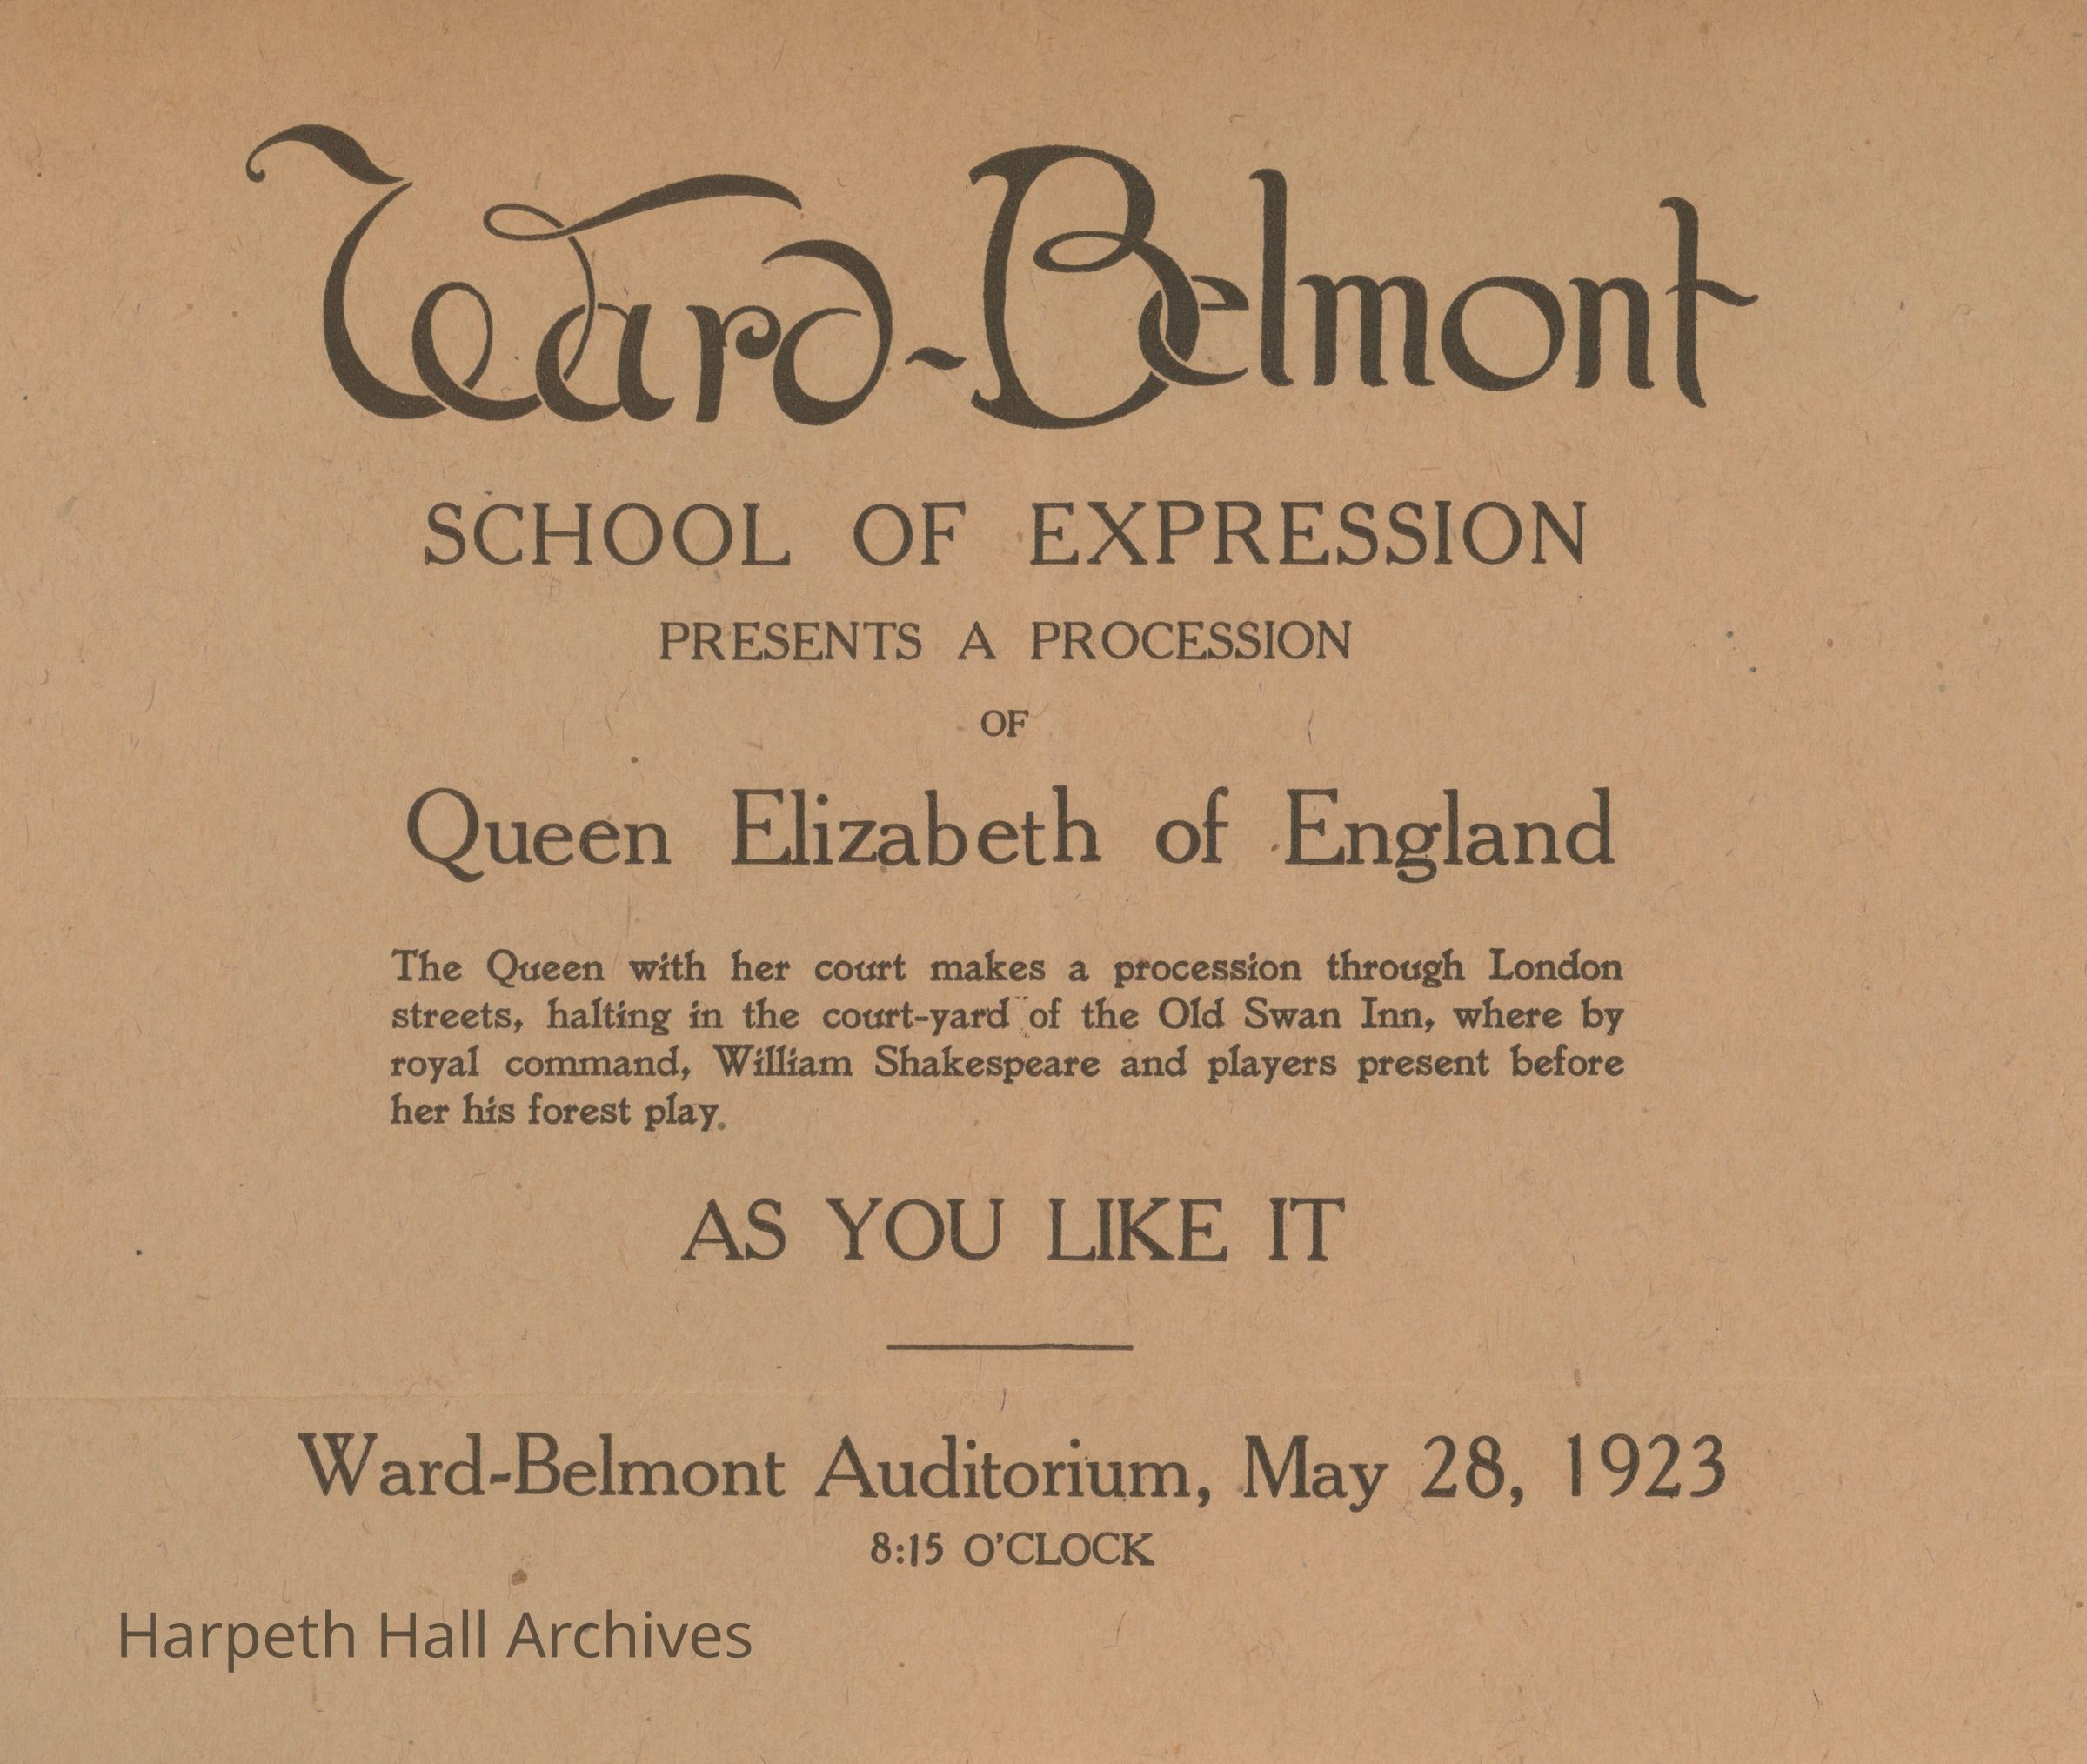 Ward-Belmont
SCHOOL OF EXPRESSION
PRESENTS A PROCESSION
OF
Queen Elizabeth of England
The Queen with her court makes a procession through London
streets, halting in the court-yard of the Old Swan Inn, where by
royal command, William Shakespeare and players present before
her his forest play.
AS YOU LIKE IT
Ward-Belmont Auditorium, May 28, 1923
8:15 O'CLOCK
Harpeth Hall Archives